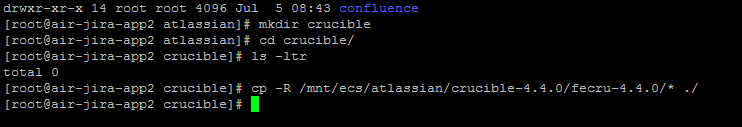 drwxr-xr-x 14 root root 4096 Jul  5 08:43 confluence
[root@air-jira-app2 atlassian]# mkdir crucible
[root@air-jira-app2 atlassian]# cd crucible/
[root@air-jira-app2 crucible]# ls -ltr
total 0
[root@air-jira-app2 crucible]# cp -R /mnt/ecs/atlassian/crucible-4.4.0/fecru-4.4.0/* ./
[root@air-jira-app2 crucible]#